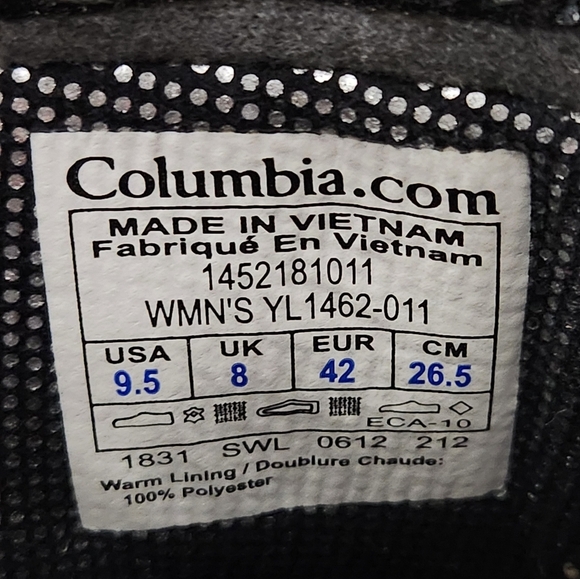 Columbia.com
MADE IN VIETNAM
Fabriqué En Vietnam
1452181011
WMN'S YL1462-011
USA UK EUR CM
9.5 8 42 26.5
ECA-10
1831 SWL 0612 212
Warm Lining / Doublure Chaude:
100% Polyester